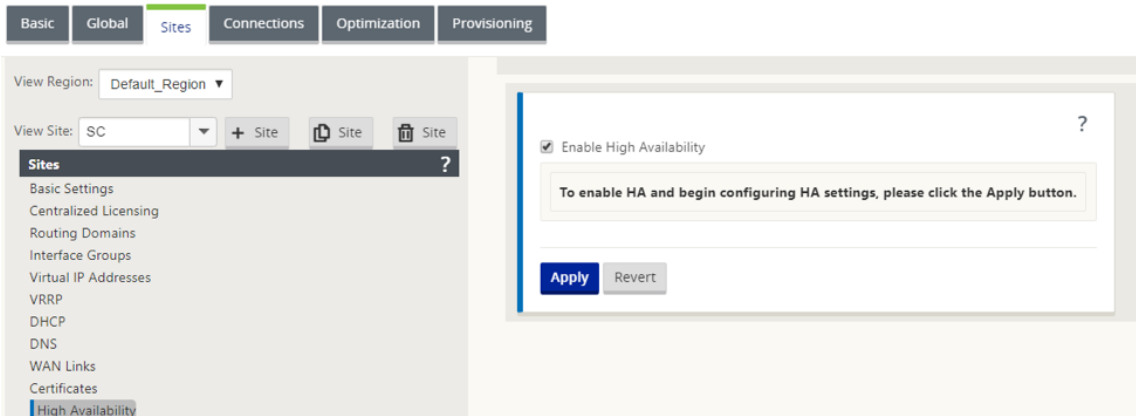 Basic Global Sites Connections Optimization Provisioning
View Region: Default_Region
View Site: SC + Site Site Site
Sites ?
Basic Settings
Centralized Licensing
Routing Domains
Interface Groups
Virtual IP Addresses
VRRP
DHCP
DNS
WAN Links
Certificates
High Availability
?
Enable High Availability
To enable HA and begin configuring HA settings, please click the Apply button.
Apply Revert